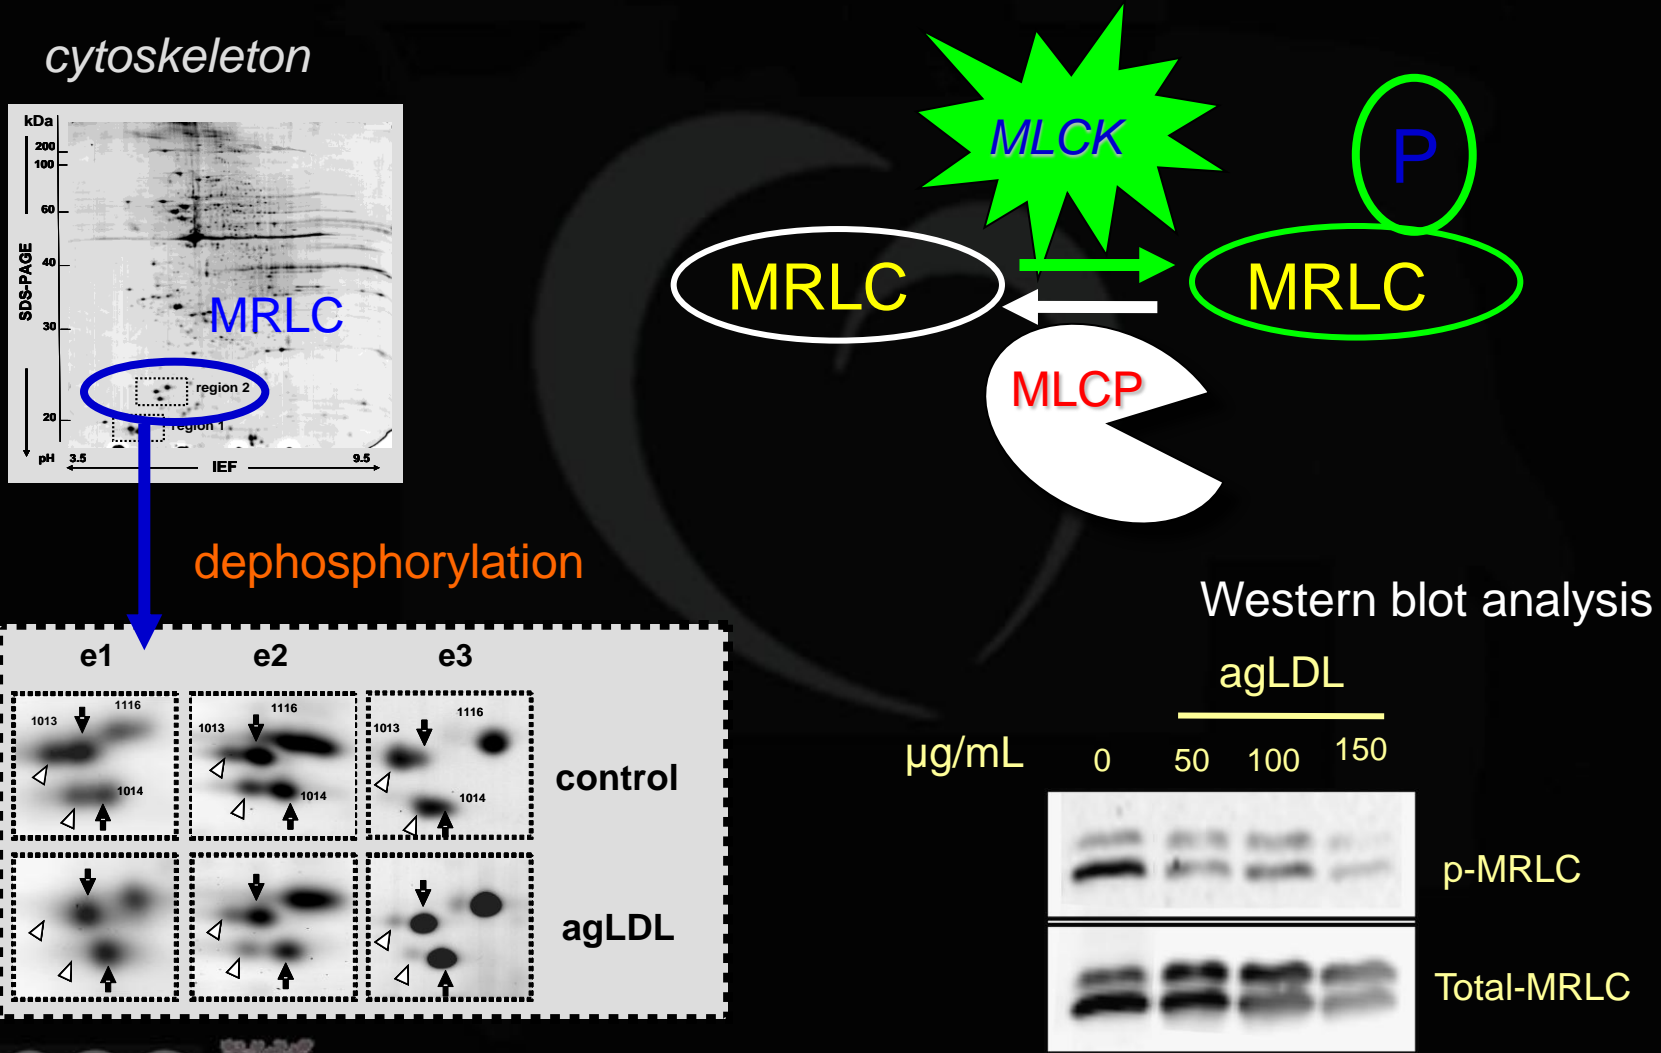 cytoskeleton
kDa
200
100
60
40
30
20
SDS-PAGE
MRLC
region 2
region 1
pH 3.5 IEF 9.5
MLCK
P
MRLC
MRLC
MLCP
dephosphorylation
e1 e2 e3
1013 1116
1014
1013 1116
1014
1013 1116
1014
control
agLDL
Western blot analysis
agLDL
µg/mL 0 50 100 150
p-MRLC
Total-MRLC